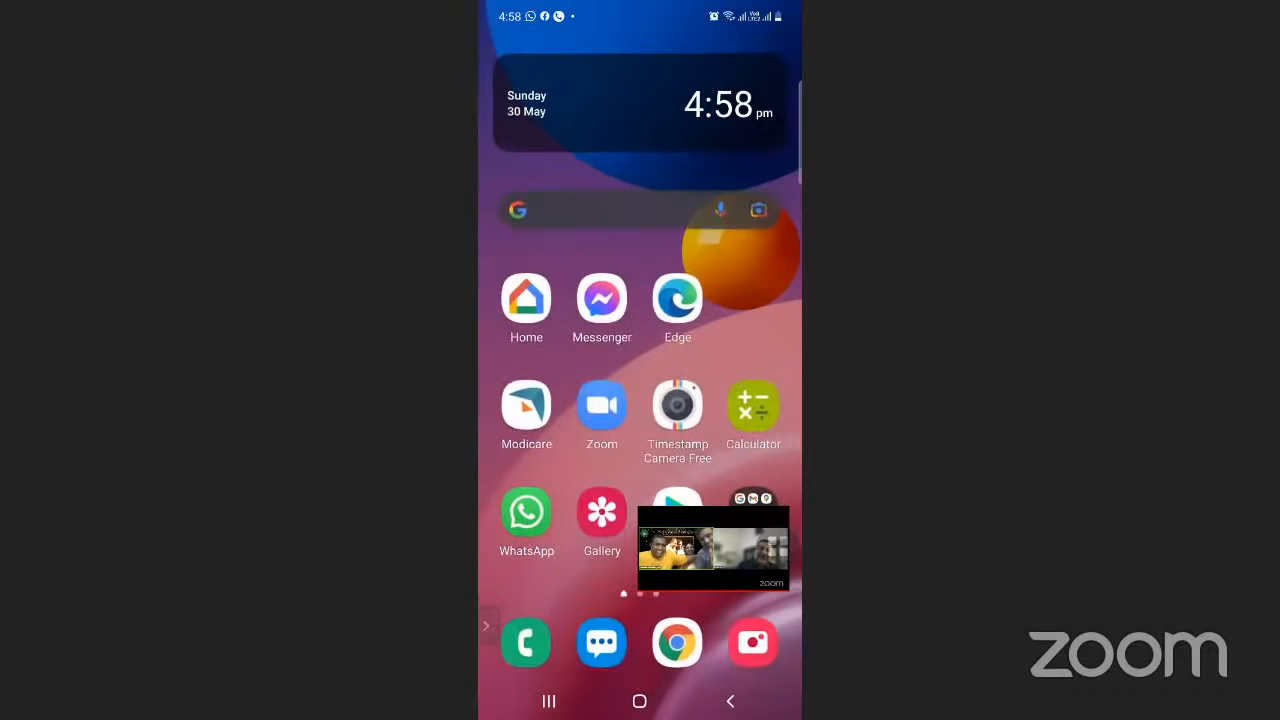 4:58
Sunday
30 May
4:58 pm
Home
Messenger
Edge
Modicare
Zoom
Timestamp
Camera Free
Calculator
WhatsApp
Gallery
zoom
zoom